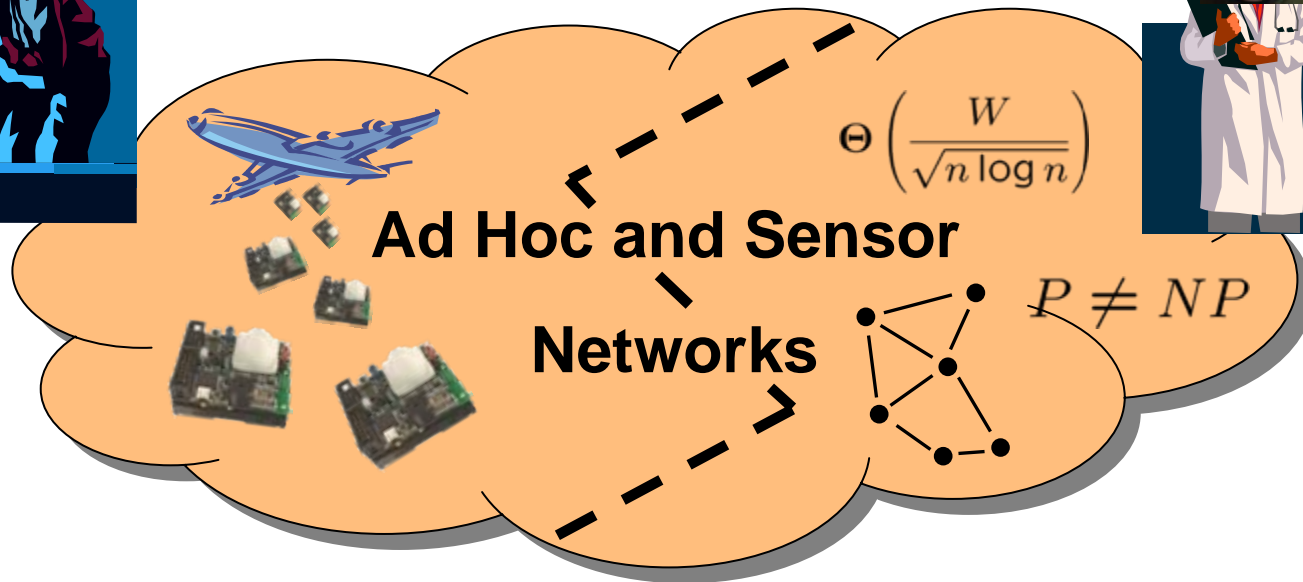 Θ ( W / √(n log n) )
Ad Hoc and Sensor
P ≠ NP
Networks